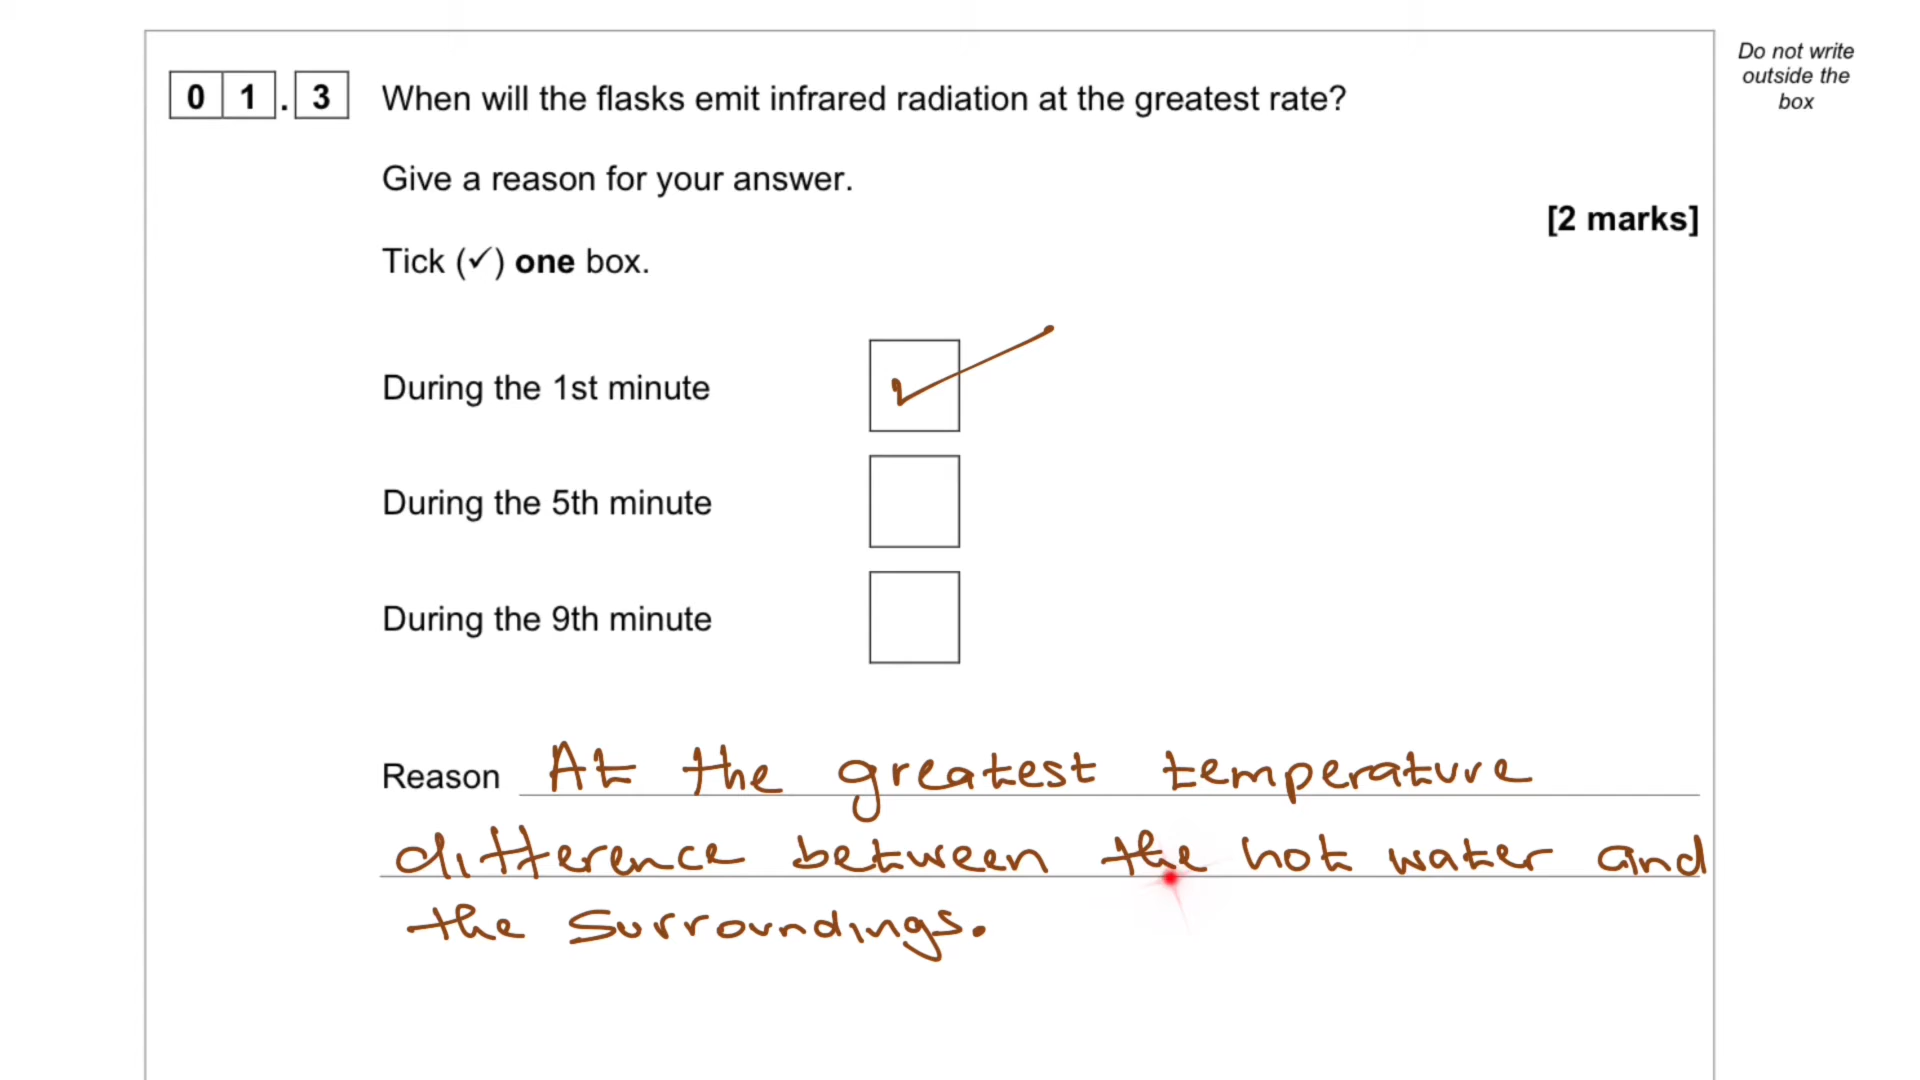 Do not write
outside the
box
0 1 . 3 When will the flasks emit infrared radiation at the greatest rate?
Give a reason for your answer.
[2 marks]
Tick (✓) one box.
During the 1st minute ✓
During the 5th minute
During the 9th minute
Reason At the greatest temperature
difference between the hot water and
the surroundings.